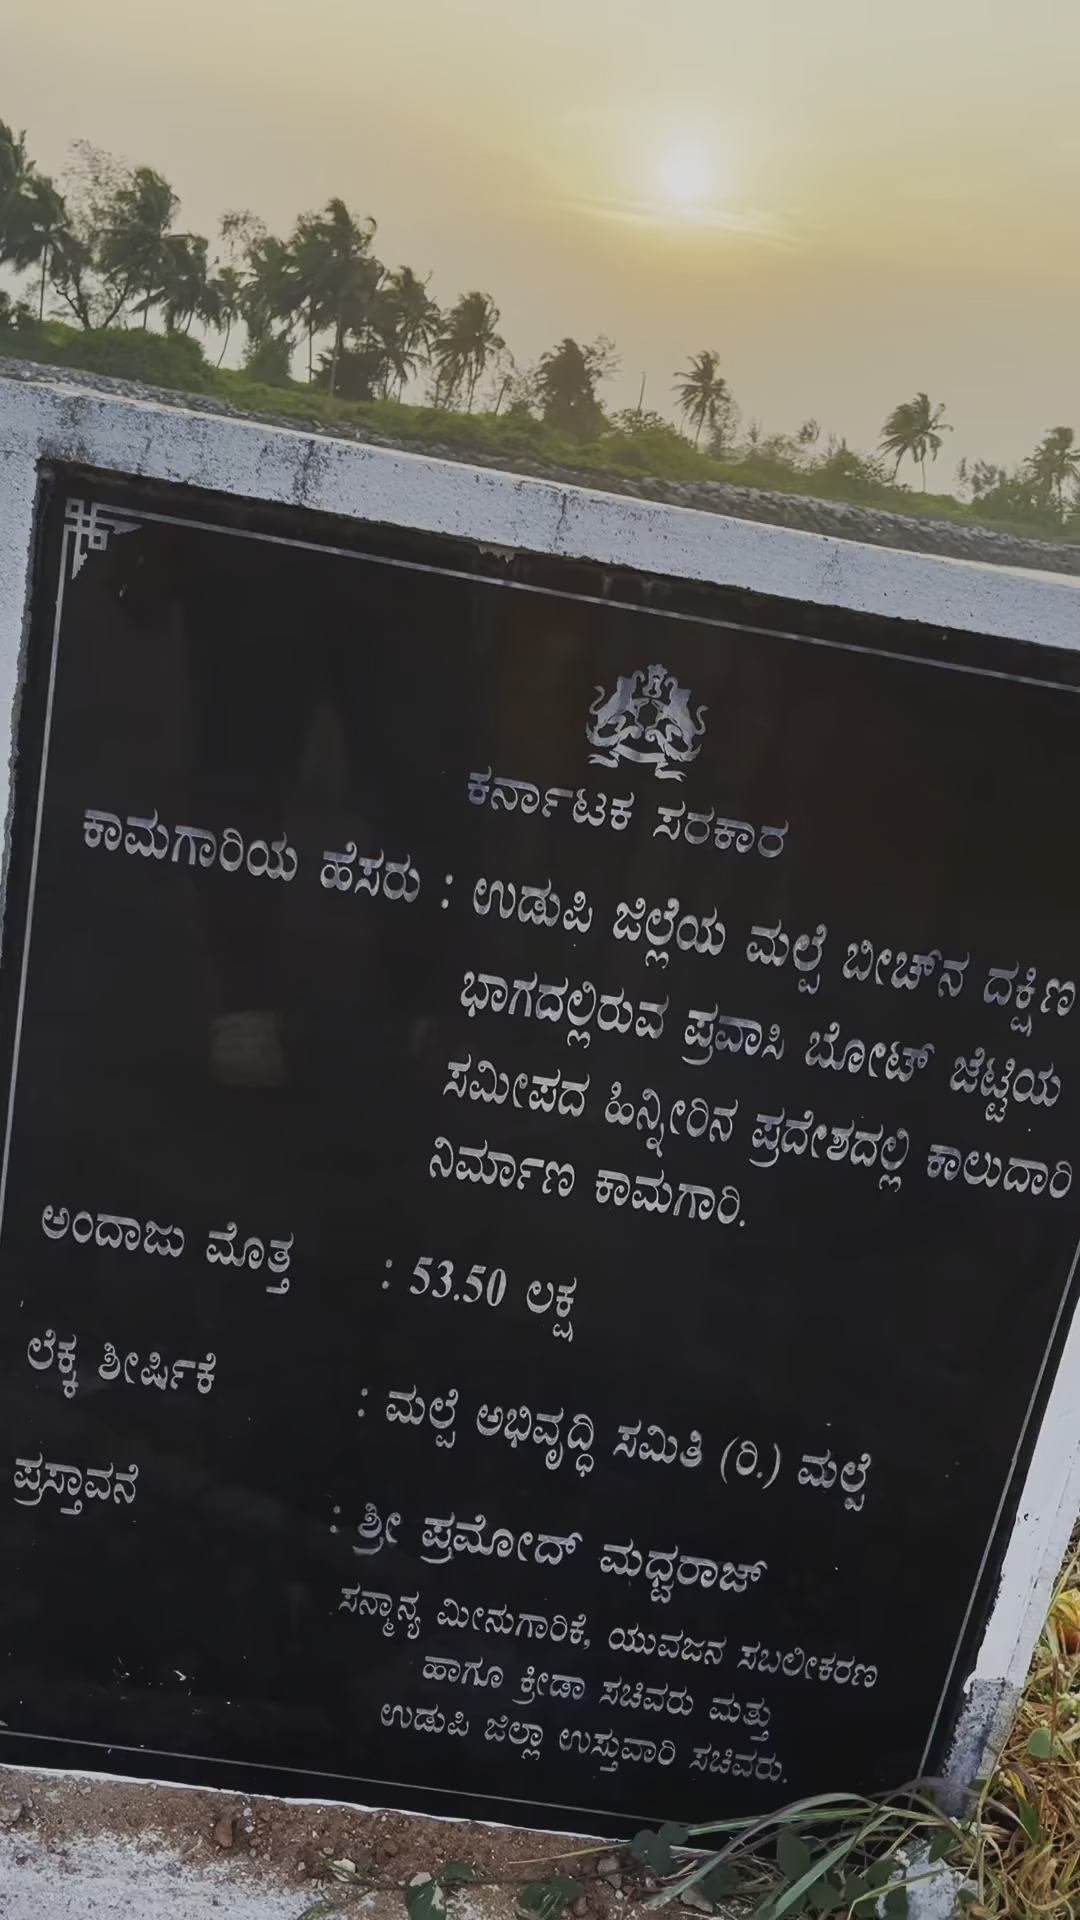 ಕರ್ನಾಟಕ ಸರಕಾರ
ಕಾಮಗಾರಿಯ ಹೆಸರು : ಉಡುಪಿ ಜಿಲ್ಲೆಯ ಮಲ್ಪೆ ಬೀಚ್‌ನ ದಕ್ಷಿಣ
ಭಾಗದಲ್ಲಿರುವ ಪ್ರವಾಸಿ ಬೋಟ್ ಜೆಟ್ಟಿಯ
ಸಮೀಪದ ಹಿನ್ನೀರಿನ ಪ್ರದೇಶದಲ್ಲಿ ಕಾಲುದಾರಿ
ನಿರ್ಮಾಣ ಕಾಮಗಾರಿ.
ಅಂದಾಜು ಮೊತ್ತ : 53.50 ಲಕ್ಷ
ಲೆಕ್ಕ ಶೀರ್ಷಿಕೆ : ಮಲ್ಪೆ ಅಭಿವೃದ್ಧಿ ಸಮಿತಿ (ರಿ.) ಮಲ್ಪೆ
ಪ್ರಸ್ತಾವನೆ : ಶ್ರೀ ಪ್ರಮೋದ್ ಮಧ್ವರಾಜ್
ಸನ್ಮಾನ್ಯ ಮೀನುಗಾರಿಕೆ, ಯುವಜನ ಸಬಲೀಕರಣ
ಹಾಗೂ ಕ್ರೀಡಾ ಸಚಿವರು ಮತ್ತು
ಉಡುಪಿ ಜಿಲ್ಲಾ ಉಸ್ತುವಾರಿ ಸಚಿವರು.